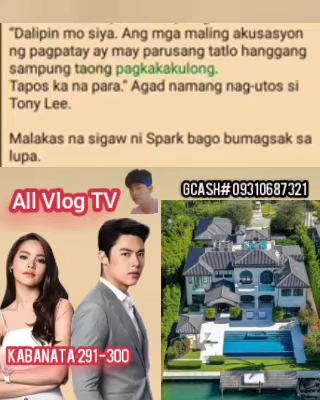 "Dalipin mo siya. Ang mga maling akusasyon
ng pagpatay ay may parusang tatlo hanggang
sampung taong pagkakakulong.
Tapos ka na para." Agad namang nag-utos si
Tony Lee.
Malakas na sigaw ni Spark bago bumagsak sa
lupa.
All Vlog TV
GCASH# 09310687321
KABANATA 291-300